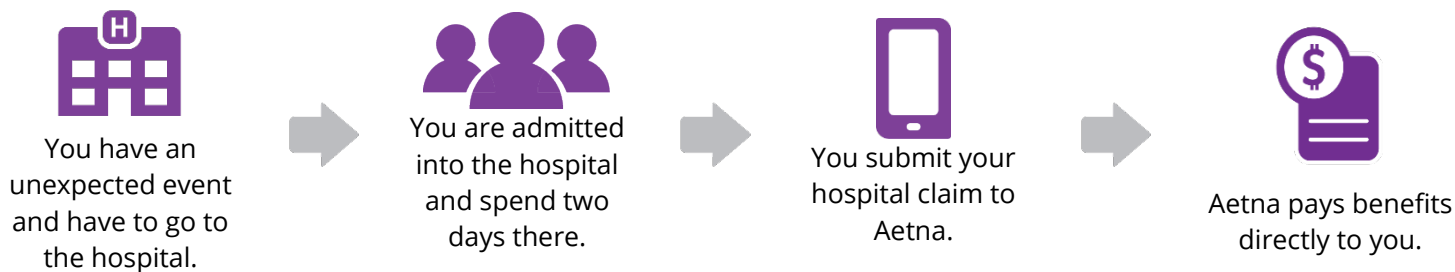 H
You have an
unexpected event
and have to go to
the hospital.
You are admitted
into the hospital
and spend two
days there.
You submit your
hospital claim to
Aetna.
$
Aetna pays benefits
directly to you.